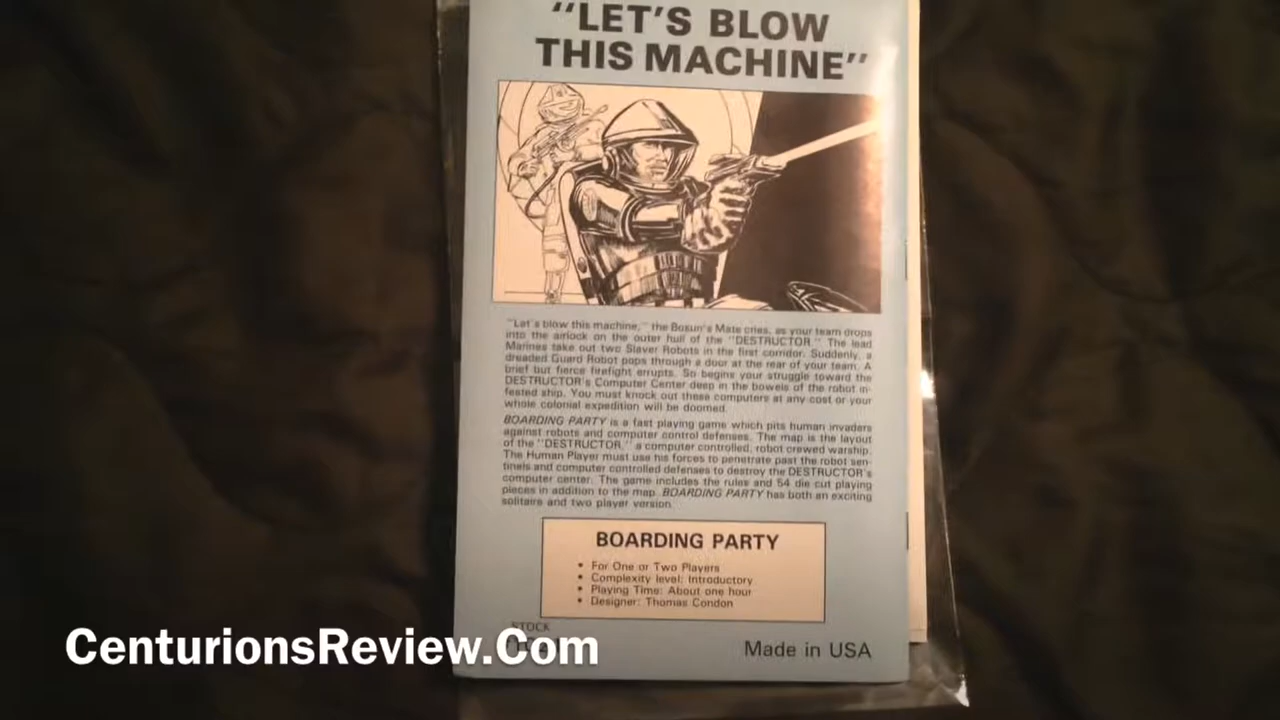 "LET'S BLOW
THIS MACHINE"
"Let's blow this machine," the Bosun's Mate cries, as your team drops
into the airlock on the outer hull of the "DESTRUCTOR." The lead
Marines take out two Slaver Robots in the first corridor. Suddenly, a
dreaded Guard Robot pops through a door at the rear of your team. A
brief but fierce firefight errupts. So begins your struggle toward the
DESTRUCTOR's Computer Center deep in the bowels of the robot in-
fested ship. You must knock out these computers at any cost or your
whole colonial expedition will be doomed.
BOARDING PARTY is a fast playing game which pits human invaders
against robots and computer control defenses. The map is the layout
of the "DESTRUCTOR," a computer controlled, robot crewed warship.
The Human Player must use his forces to penetrate past the robot sen-
tinels and computer controlled defenses to destroy the DESTRUCTOR's
computer center. The game includes the rules and 54 die cut playing
pieces in addition to the map. BOARDING PARTY has both an exciting
solitaire and two player version.
BOARDING PARTY
• For One or Two Players
• Complexity level: Introductory
• Playing Time: About one hour
• Designer: Thomas Condon
STOCK
CenturionsReview.Com
Made in USA